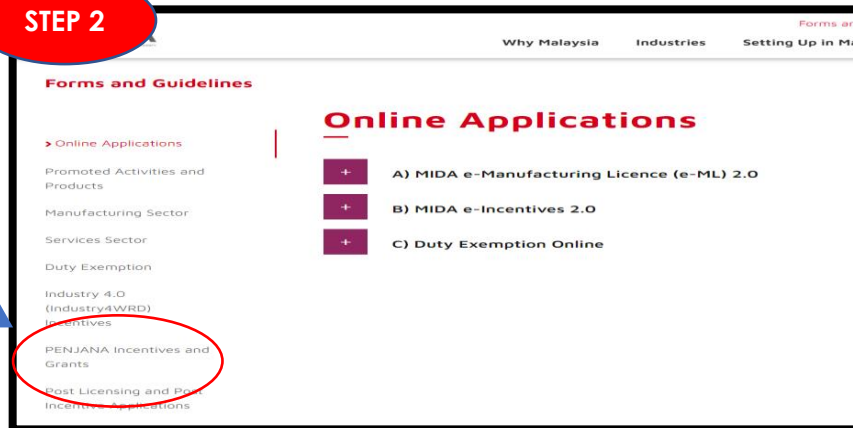 STEP 2
Forms an
Why Malaysia Industries Setting Up in Ma
Forms and Guidelines
Online Applications
> Online Applications
Promoted Activities and
Products
Manufacturing Sector
Services Sector
Duty Exemption
Industry 4.0
(Industry4WRD)
Incentives
PENJANA Incentives and
Grants
Post Licensing and Post
Incentive Applications
+ A) MIDA e-Manufacturing Licence (e-ML) 2.0
+ B) MIDA e-Incentives 2.0
+ C) Duty Exemption Online